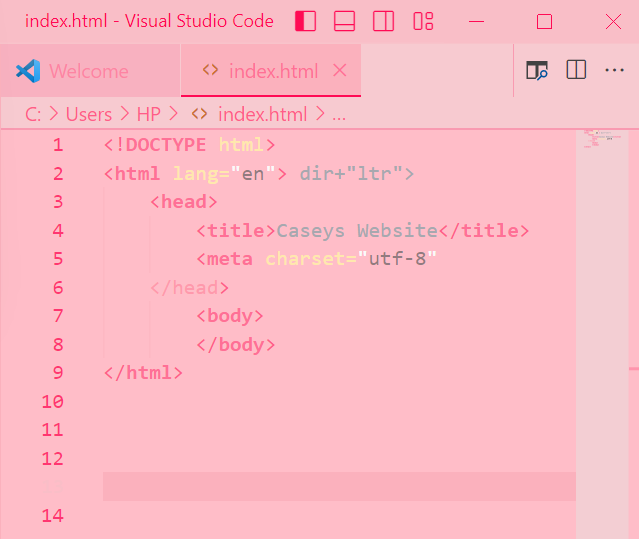 index.html - Visual Studio Code
Welcome
index.html
C: > Users > HP > <> index.html > ...
1 <!DOCTYPE html>
2 <html lang="en"> dir+"ltr">
3 <head>
4 <title>Caseys Website</title>
5 <meta charset="utf-8"
6 </head>
7 <body>
8 </body>
9 </html>
10
11
12
14